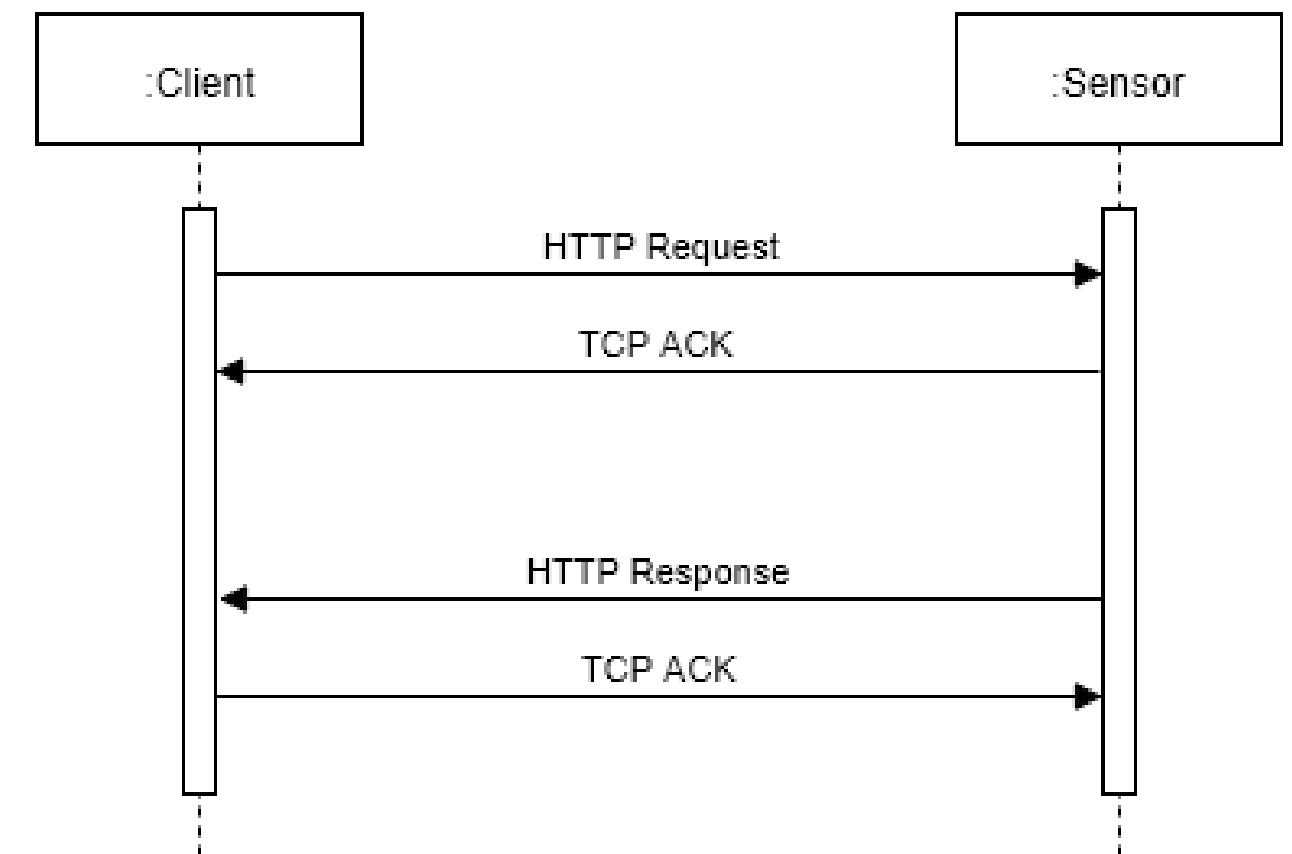 :Client
:Sensor
HTTP Request
TCP ACK
HTTP Response
TCP ACK